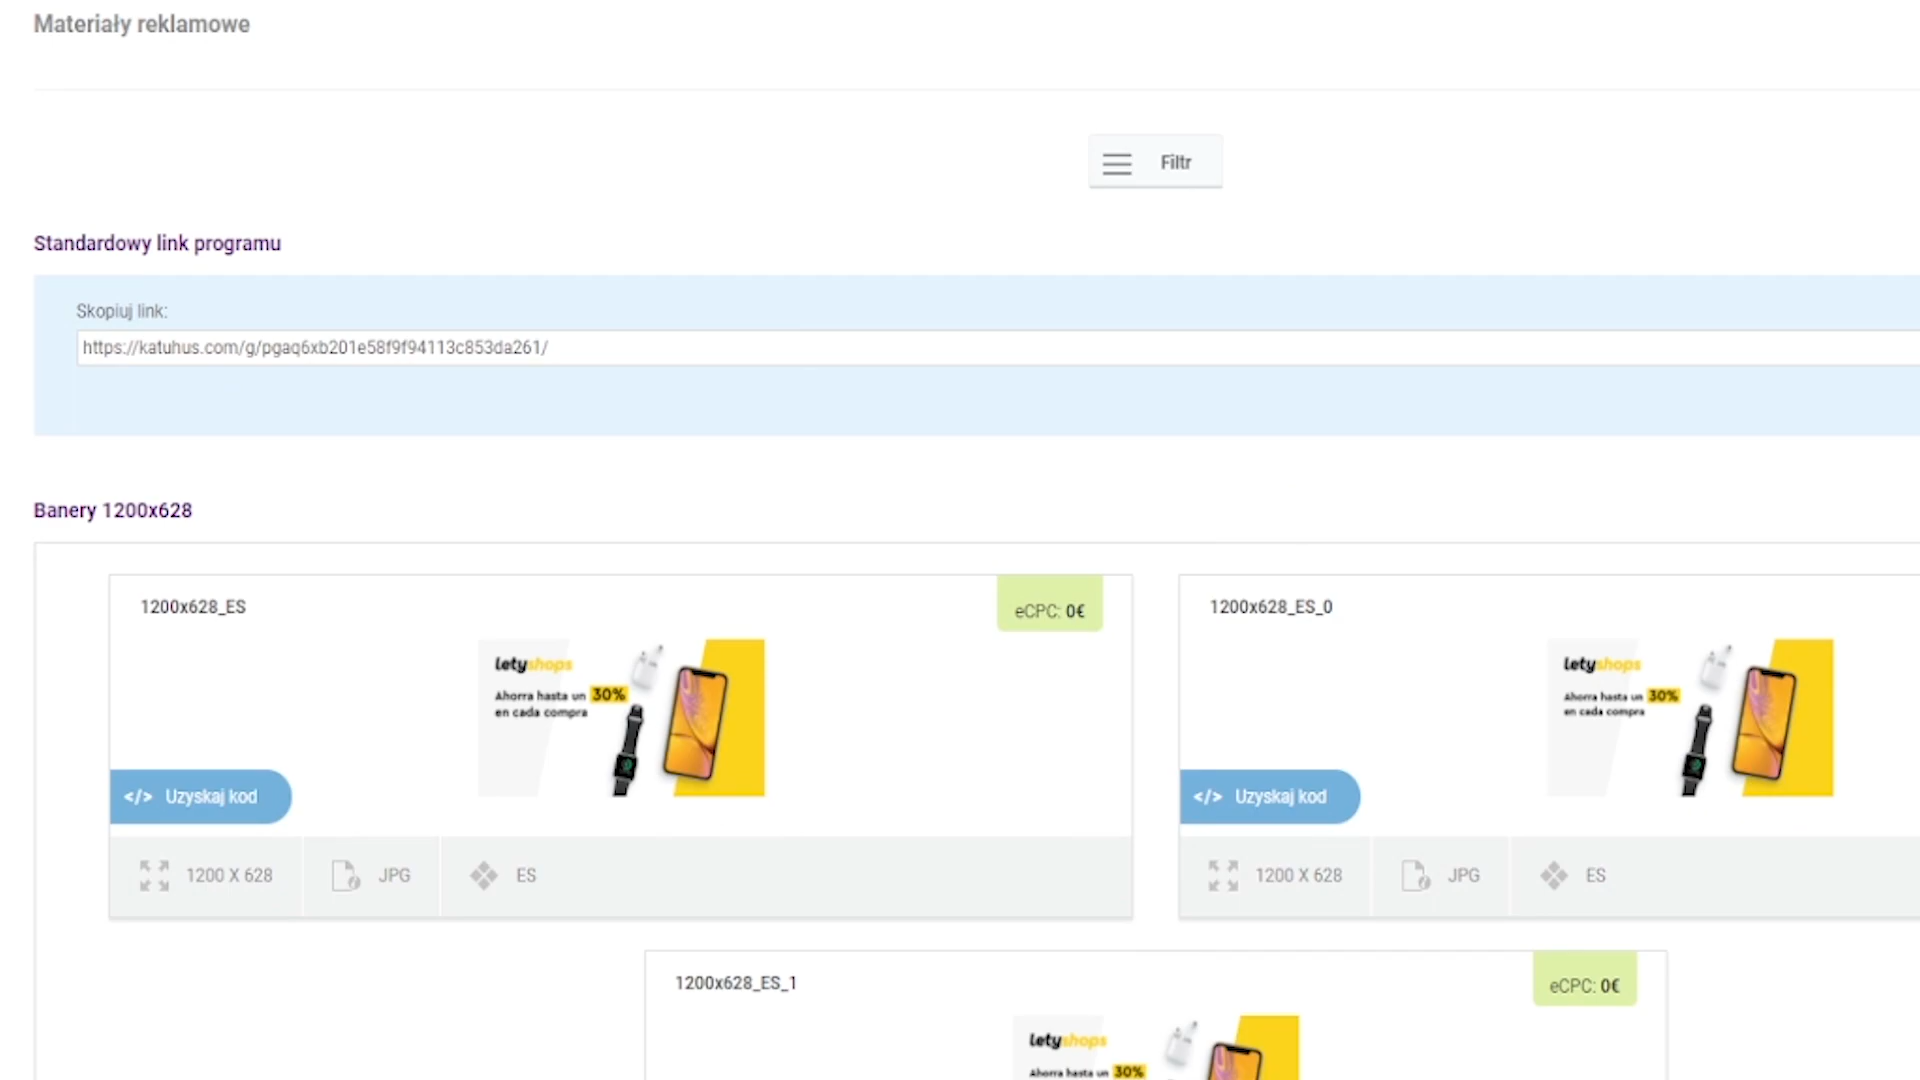 Materiały reklamowe
Filtr
Standardowy link programu
Skopiuj link:
https://katuhus.com/g/pgaq6xb201e58f9f94113c853da261/
Banery 1200x628
1200x628_ES
eCPC: 0€
letyshops
Ahorra hasta un 30%
en cada compra
</> Uzyskaj kod
1200 X 628
JPG
ES
1200x628_ES_0
letyshops
Ahorra hasta un 30%
en cada compra
</> Uzyskaj kod
1200 X 628
JPG
ES
1200x628_ES_1
eCPC: 0€
letyshops
Ahorra hasta un 30%